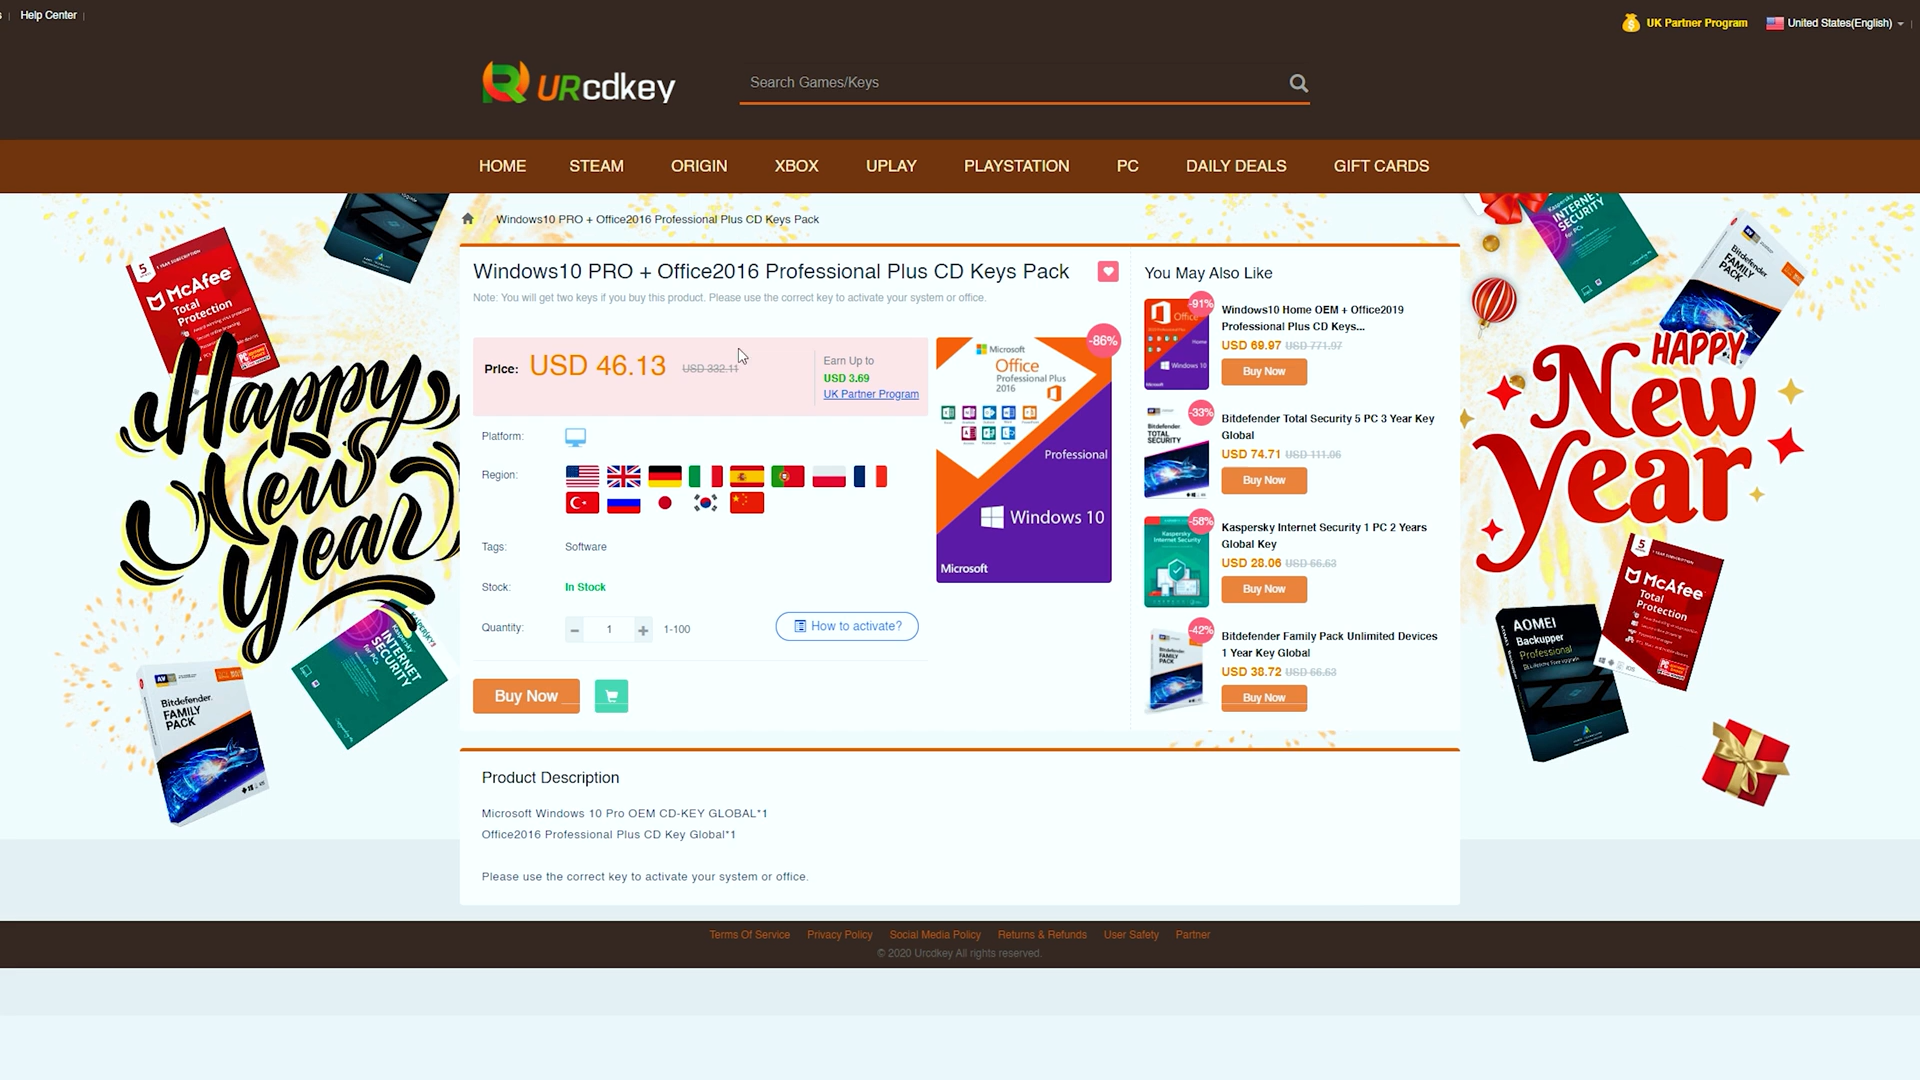 Help Center
UK Partner Program
United States(English)
URcdkey
Search Games/Keys
HOME STEAM ORIGIN XBOX UPLAY PLAYSTATION PC DAILY DEALS GIFT CARDS
Windows10 PRO + Office2016 Professional Plus CD Keys Pack
Windows10 PRO + Office2016 Professional Plus CD Keys Pack
Note: You will get two keys if you buy this product. Please use the correct key to activate your system or office.
Price: USD 46.13 USD 332.11
Earn Up to
USD 3.69
UK Partner Program
-86%
Microsoft
Office
Professional Plus
2016
Professional
Windows 10
Microsoft
Platform:
Region:
Tags: Software
Stock: In Stock
Quantity: 1 1-100
How to activate?
Buy Now
You May Also Like
-91%
Windows10 Home OEM + Office2019
Professional Plus CD Keys...
USD 69.97 USD 771.97
Buy Now
-33%
Bitdefender Total Security 5 PC 3 Year Key
Global
USD 74.71 USD 111.06
Buy Now
-58%
Kaspersky Internet Security 1 PC 2 Years
Global Key
USD 28.06 USD 66.63
Buy Now
-42%
Bitdefender Family Pack Unlimited Devices
1 Year Key Global
USD 38.72 USD 66.63
Buy Now
Product Description
Microsoft Windows 10 Pro OEM CD-KEY GLOBAL*1
Office2016 Professional Plus CD Key Global*1
Please use the correct key to activate your system or office.
Terms Of Service Privacy Policy Social Media Policy Returns & Refunds User Safety Partner
© 2020 Urcdkey All rights reserved.
5
McAfee
Total
Protection
Happy
New
Year
INTERNET
SECURITY
for PCs
Bitdefender
FAMILY
PACK
Kaspersky
INTERNET
SECURITY
for PCs
Bitdefender
FAMILY
PACK
HAPPY
New
Year
5
McAfee
Total
Protection
AOMEI
Backupper
Professional